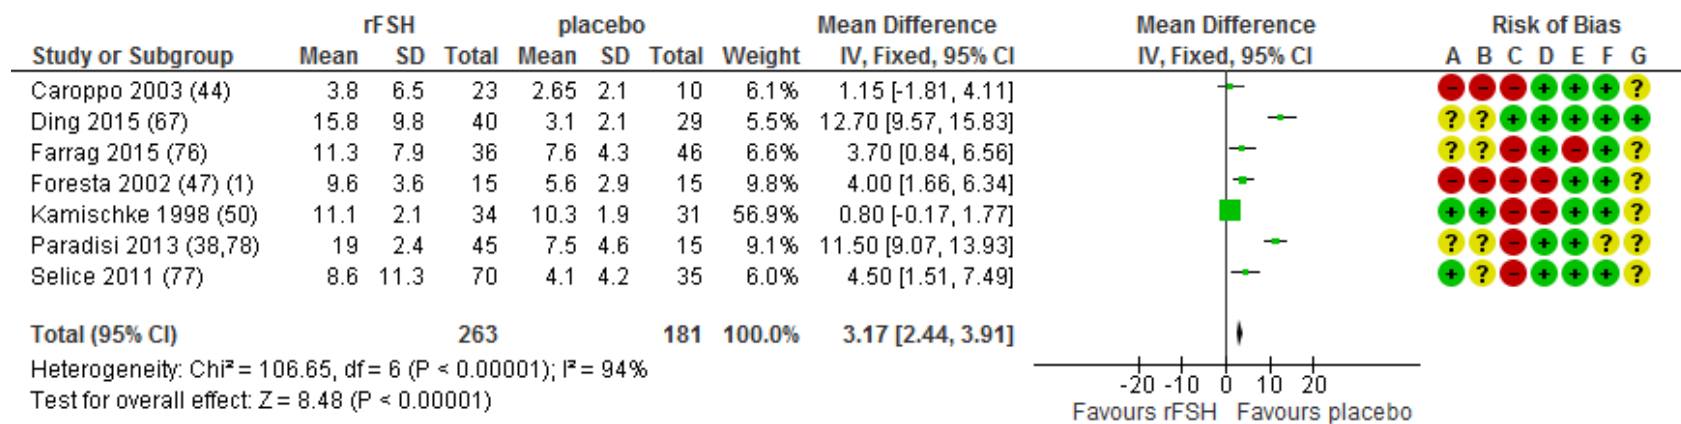 rFSH placebo Mean Difference Mean Difference Risk of Bias
Study or Subgroup Mean SD Total Mean SD Total Weight IV, Fixed, 95% CI IV, Fixed, 95% CI A B C D E F G
Caroppo 2003 (44) 3.8 6.5 23 2.65 2.1 10 6.1% 1.15 [-1.81, 4.11] - - - + + + ?
Ding 2015 (67) 15.8 9.8 40 3.1 2.1 29 5.5% 12.70 [9.57, 15.83] ? ? + + + + +
Farrag 2015 (76) 11.3 7.9 36 7.6 4.3 46 6.6% 3.70 [0.84, 6.56] ? ? - + - + ?
Foresta 2002 (47) (1) 9.6 3.6 15 5.6 2.9 15 9.8% 4.00 [1.66, 6.34] - - - - + + ?
Kamischke 1998 (50) 11.1 2.1 34 10.3 1.9 31 56.9% 0.80 [-0.17, 1.77] + + - - + + ?
Paradisi 2013 (38,78) 19 2.4 45 7.5 4.6 15 9.1% 11.50 [9.07, 13.93] ? ? - + + ? ?
Selice 2011 (77) 8.6 11.3 70 4.1 4.2 35 6.0% 4.50 [1.51, 7.49] + ? - + + + ?
Total (95% CI) 263 181 100.0% 3.17 [2.44, 3.91]
Heterogeneity: Chi² = 106.65, df = 6 (P < 0.00001); I² = 94%
Test for overall effect: Z = 8.48 (P < 0.00001)
-20 -10 0 10 20
Favours rFSH Favours placebo